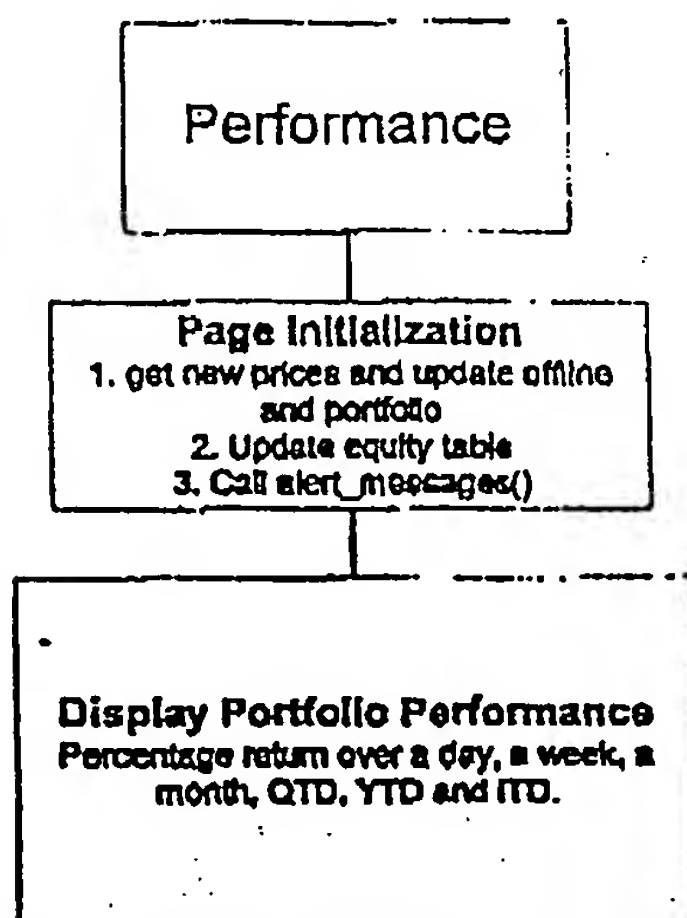 Performance
Page Initialization
1. get new prices and update offline
and portfolio
2. Update equity table
3. Call alert_messages()
Display Portfolio Performance
Percentage return over a day, a week, a
month, QTD, YTD and ITD.